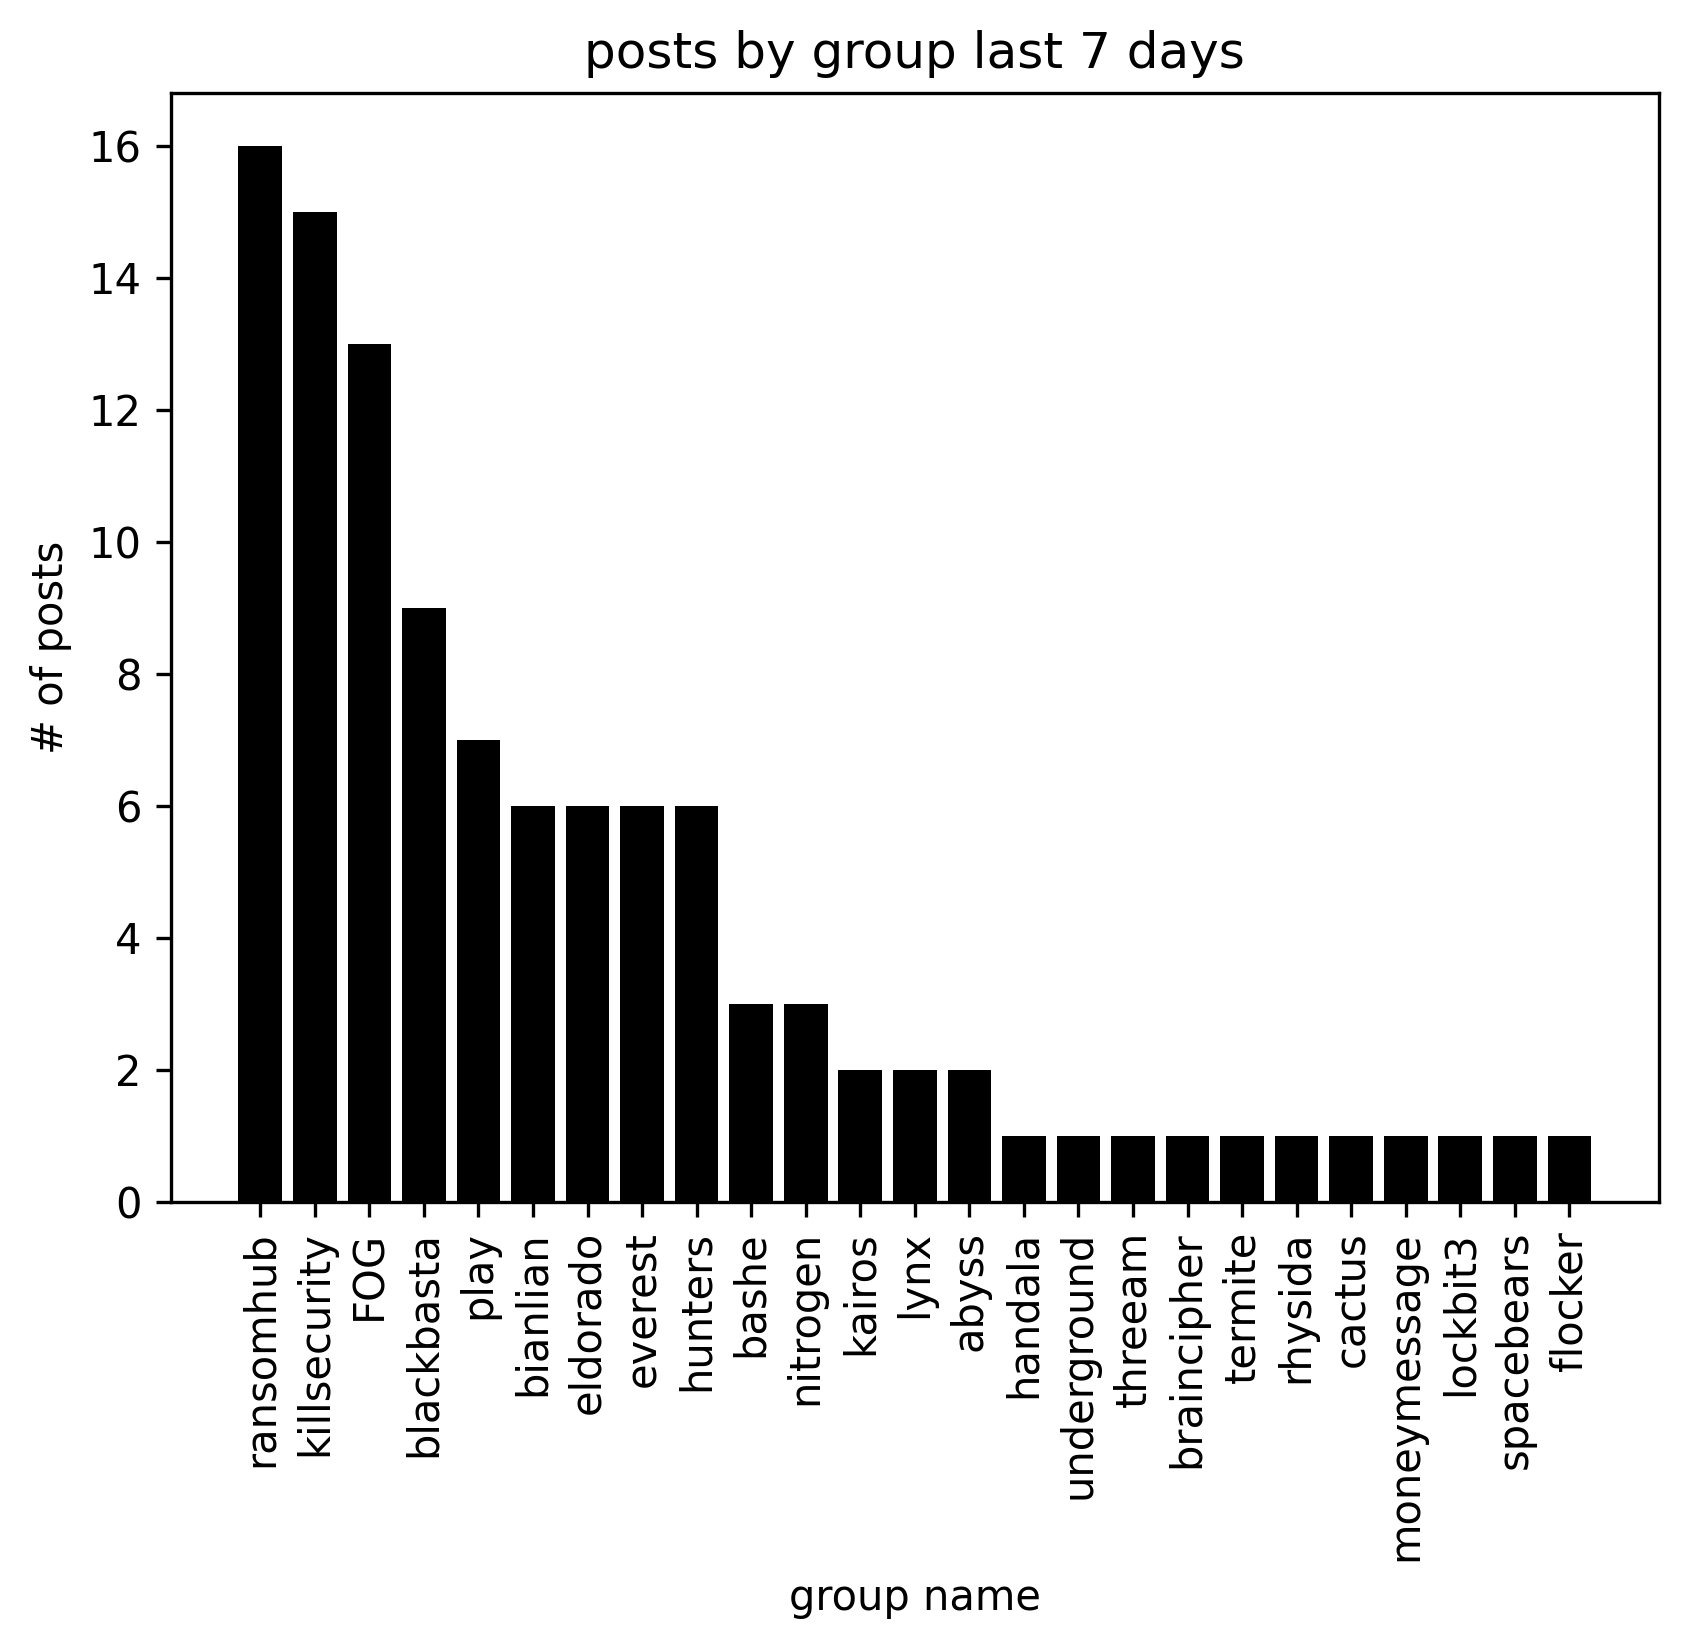 posts by group last 7 days
16
14
12
10
8
6
4
2
0
# of posts
ransomhub
killsecurity
FOG
blackbasta
play
bianlian
eldorado
everest
hunters
bashe
nitrogen
kairos
lynx
abyss
handala
underground
threeam
braincipher
termite
rhysida
cactus
moneymessage
lockbit3
spacebears
flocker
group name